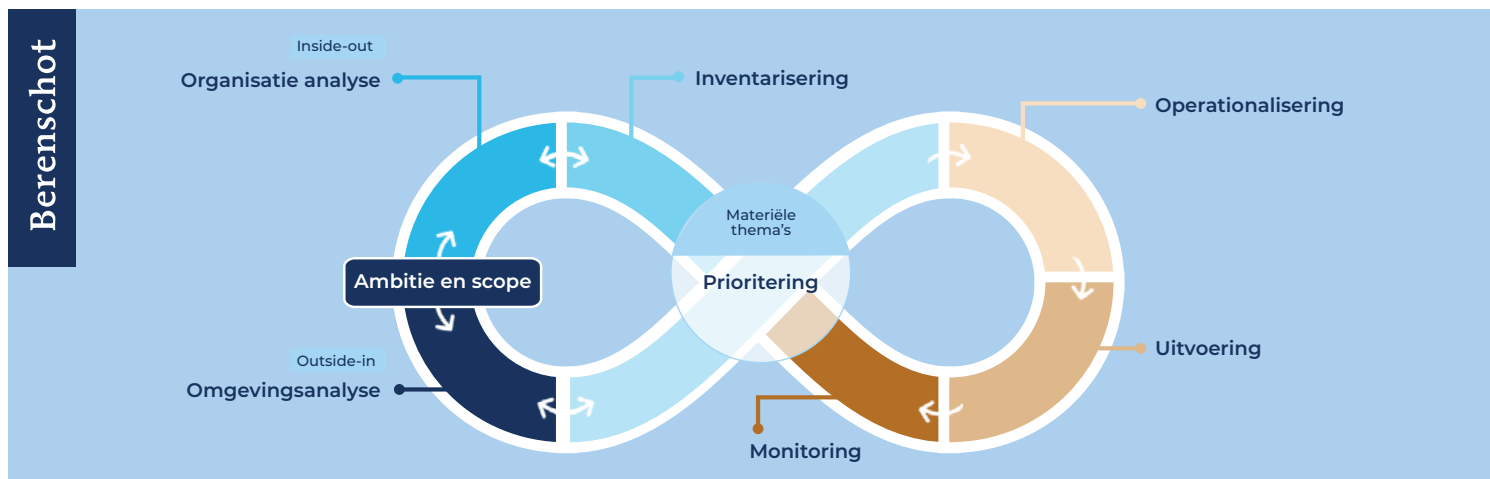 Berenschot
Inside-out
Organisatie analyse
Inventarisering
Operationalisering
Materiële
thema's
Prioritering
Ambitie en scope
Outside-in
Omgevingsanalyse
Uitvoering
Monitoring